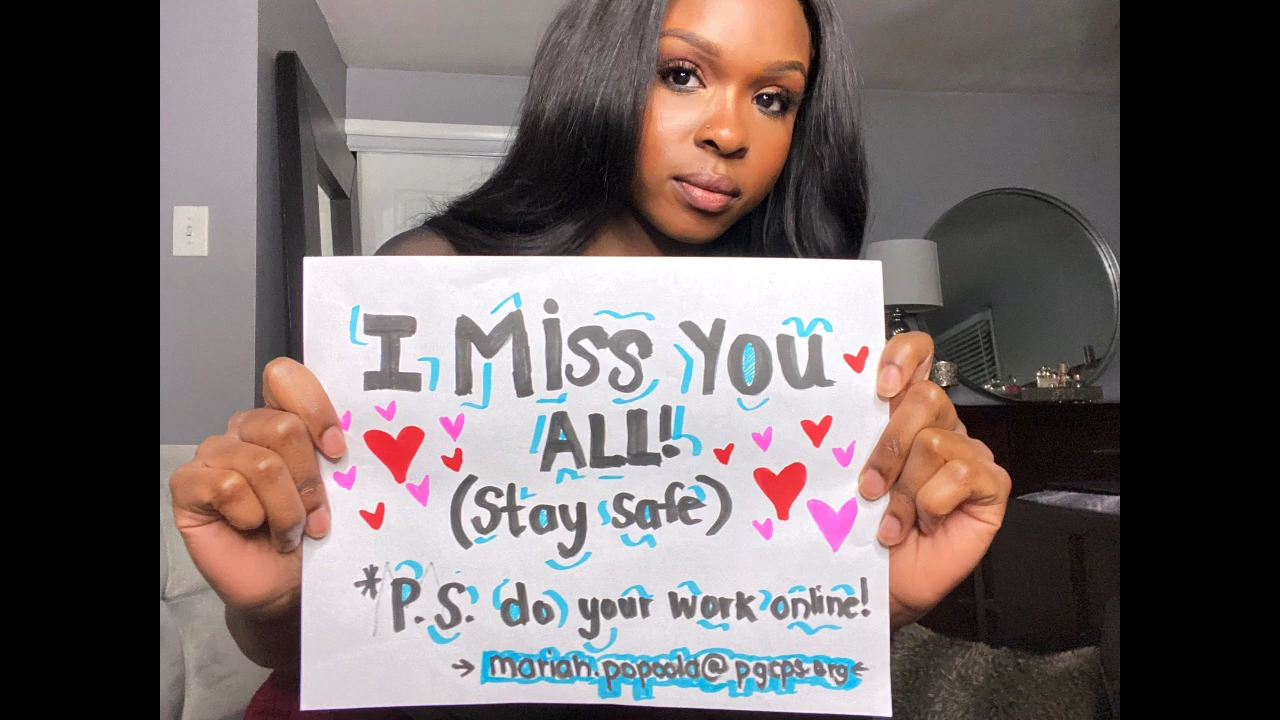 I Miss You
ALL!
(Stay safe)
*P.S. do your work online!
→ mariah.popoola@pgcps.org ←